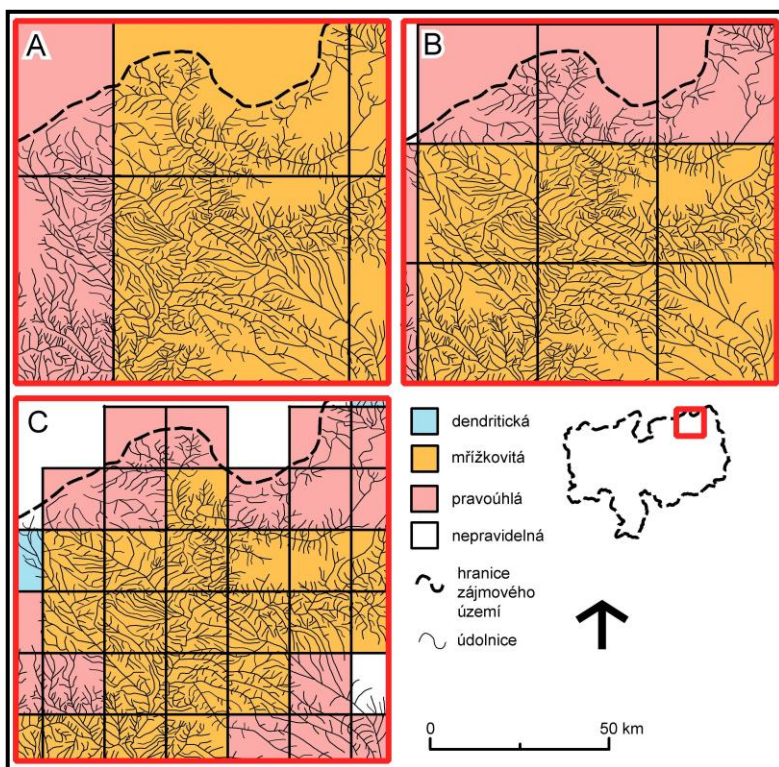 A
B
C
dendritická
mřížkovitá
pravoúhlá
nepravidelná
hranice
zájmového
území
údolnice
0
50 km